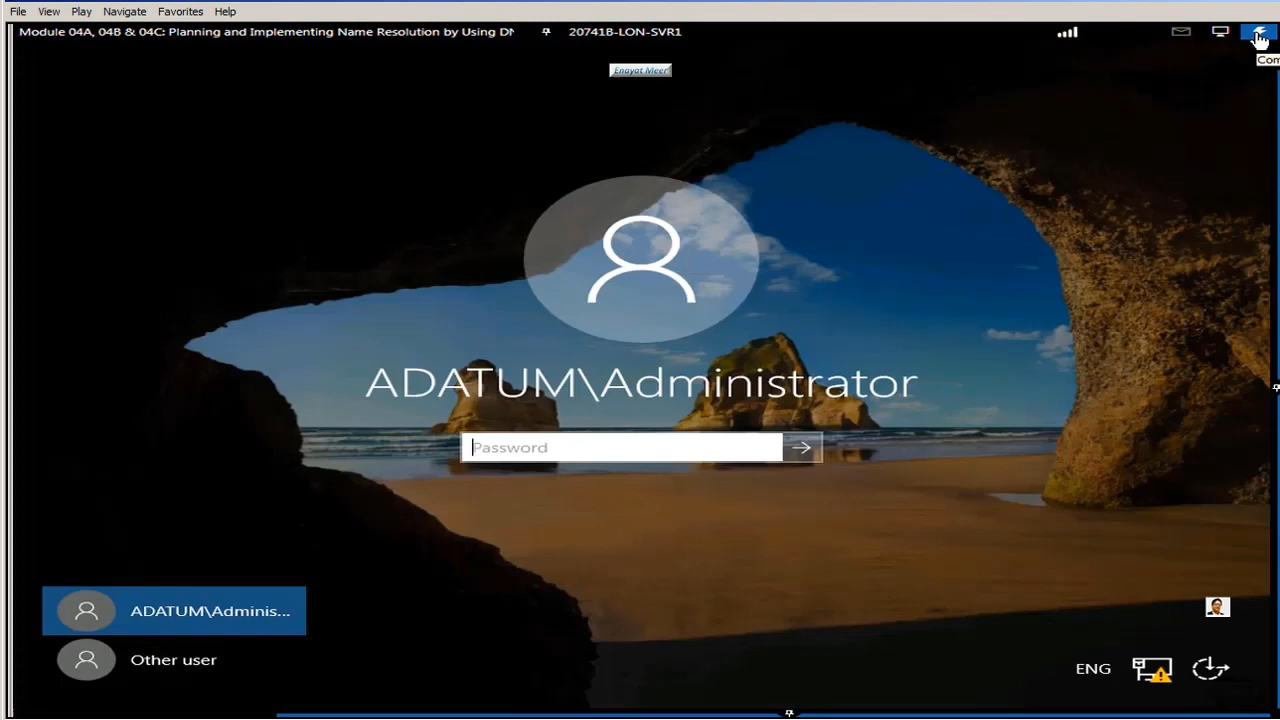 File View Play Navigate Favorites Help
Module 04A, 04B & 04C: Planning and Implementing Name Resolution by Using DN 20741B-LON-SVR1
Com
Enayat Meer
ADATUM\Administrator
Password
ADATUM\Adminis...
Other user
ENG